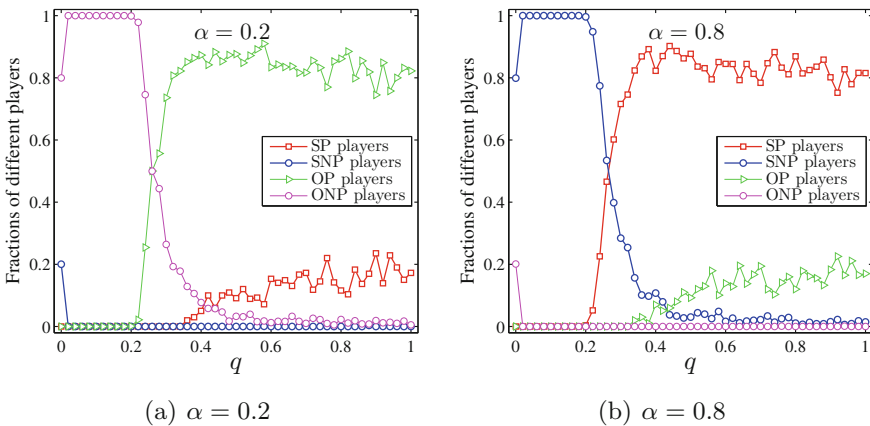 α = 0.2
Fractions of different players
1
0.8
0.6
0.4
0.2
0
SP players
SNP players
OP players
ONP players
0 0.2 0.4 0.6 0.8 1
q
(a) α = 0.2
α = 0.8
Fractions of different players
1
0.8
0.6
0.4
0.2
0
SP players
SNP players
OP players
ONP players
0 0.2 0.4 0.6 0.8 1
q
(b) α = 0.8